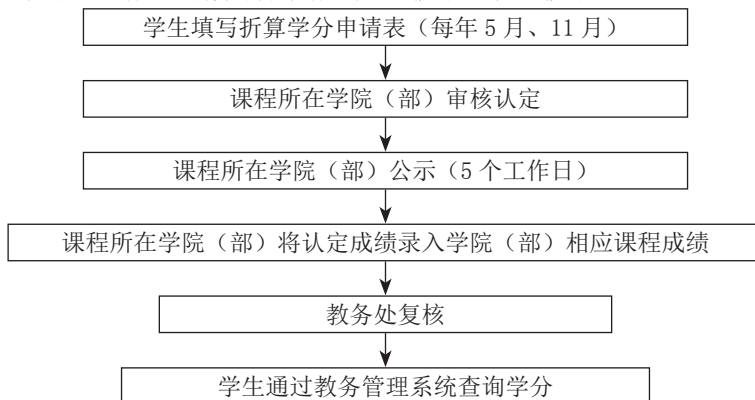 学生填写折算学分申请表（每年 5 月、11 月）
课程所在学院（部）审核认定
课程所在学院（部）公示（5 个工作日）
课程所在学院（部）将认定成绩录入学院（部）相应课程成绩
教务处复核
学生通过教务管理系统查询学分